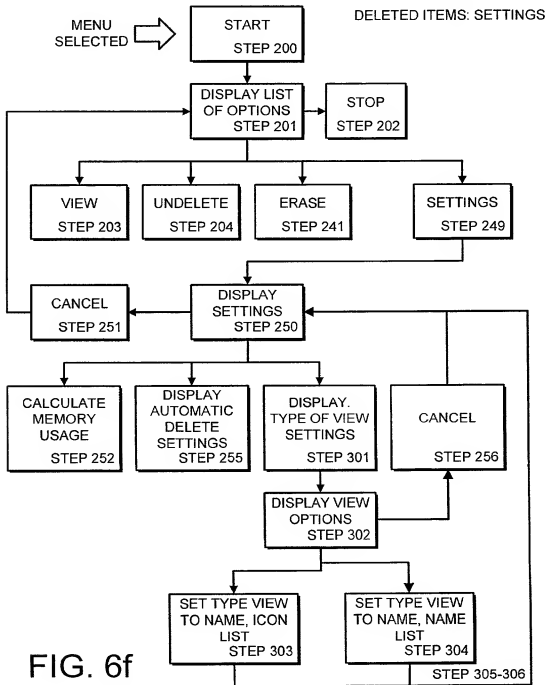 MENU
SELECTED
START
STEP 200
DELETED ITEMS: SETTINGS
DISPLAY LIST
OF OPTIONS
STEP 201
STOP
STEP 202
VIEW
STEP 203
UNDELETE
STEP 204
ERASE
STEP 241
SETTINGS
STEP 249
CANCEL
STEP 251
DISPLAY
SETTINGS
STEP 250
CALCULATE
MEMORY
USAGE
STEP 252
DISPLAY
AUTOMATIC
DELETE
SETTINGS
STEP 255
DISPLAY.
TYPE OF VIEW
SETTINGS
STEP 301
CANCEL
STEP 256
DISPLAY VIEW
OPTIONS
STEP 302
SET TYPE VIEW
TO NAME, ICON
LIST
STEP 303
SET TYPE VIEW
TO NAME, NAME
LIST
STEP 304
STEP 305-306
FIG. 6f